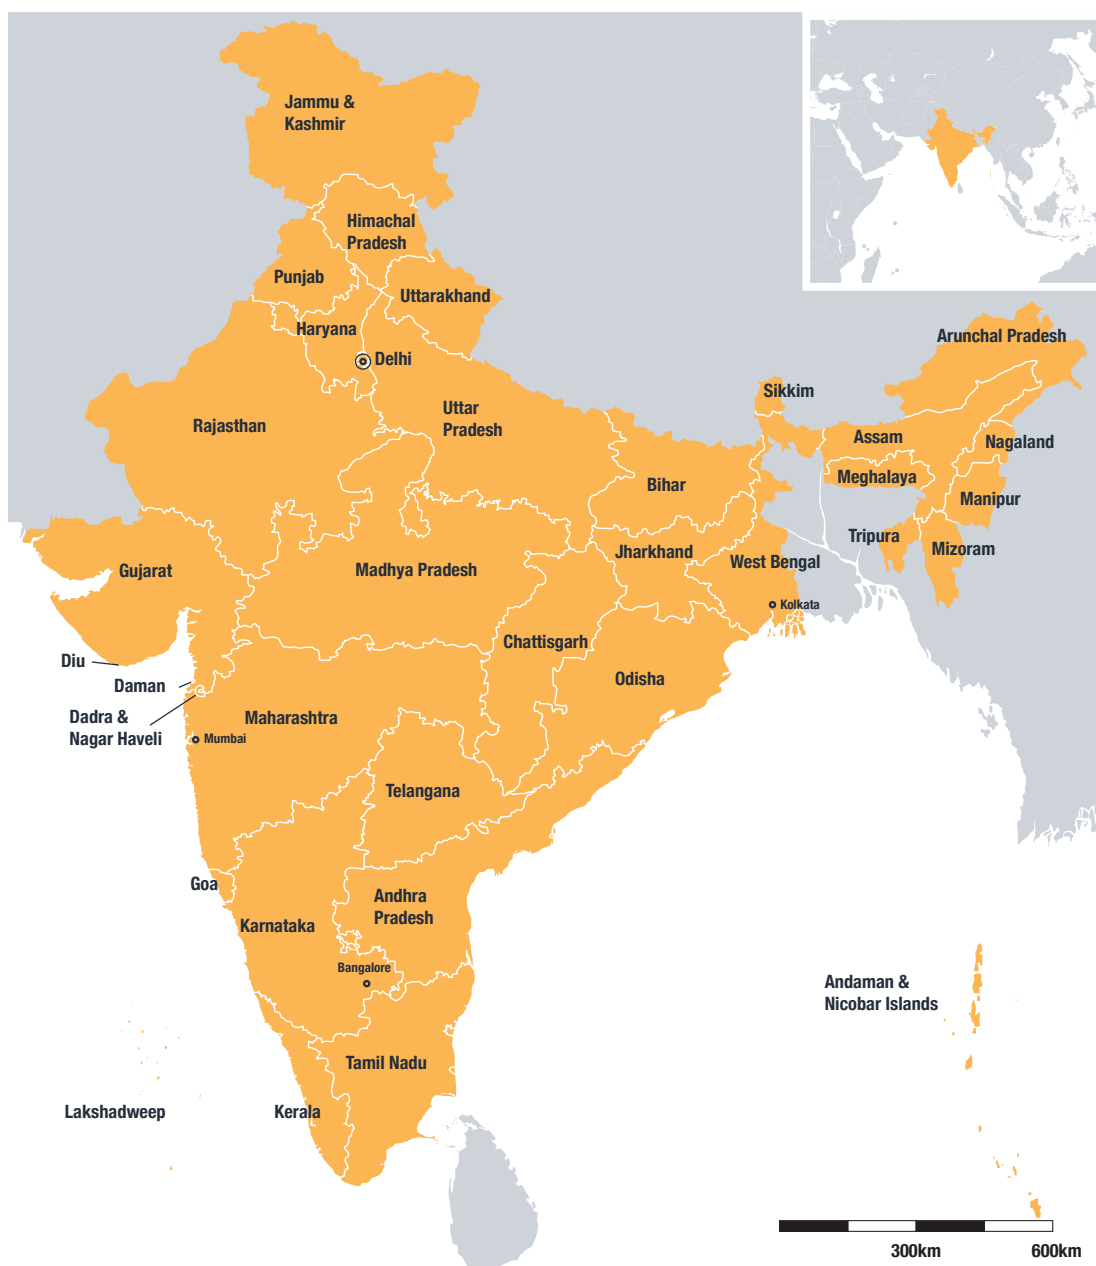 Jammu &
Kashmir
Himachal
Pradesh
Punjab
Uttarakhand
Haryana
Delhi
Arunchal Pradesh
Sikkim
Rajasthan
Uttar
Pradesh
Assam
Nagaland
Meghalaya
Bihar
Manipur
Tripura
Mizoram
Jharkhand
West Bengal
Gujarat
Madhya Pradesh
Kolkata
Chattisgarh
Diu
Odisha
Daman
Dadra &
Nagar Haveli
Maharashtra
Mumbai
Telangana
Goa
Andhra
Pradesh
Karnataka
Bangalore
Andaman &
Nicobar Islands
Tamil Nadu
Lakshadweep
Kerala
300km
600km